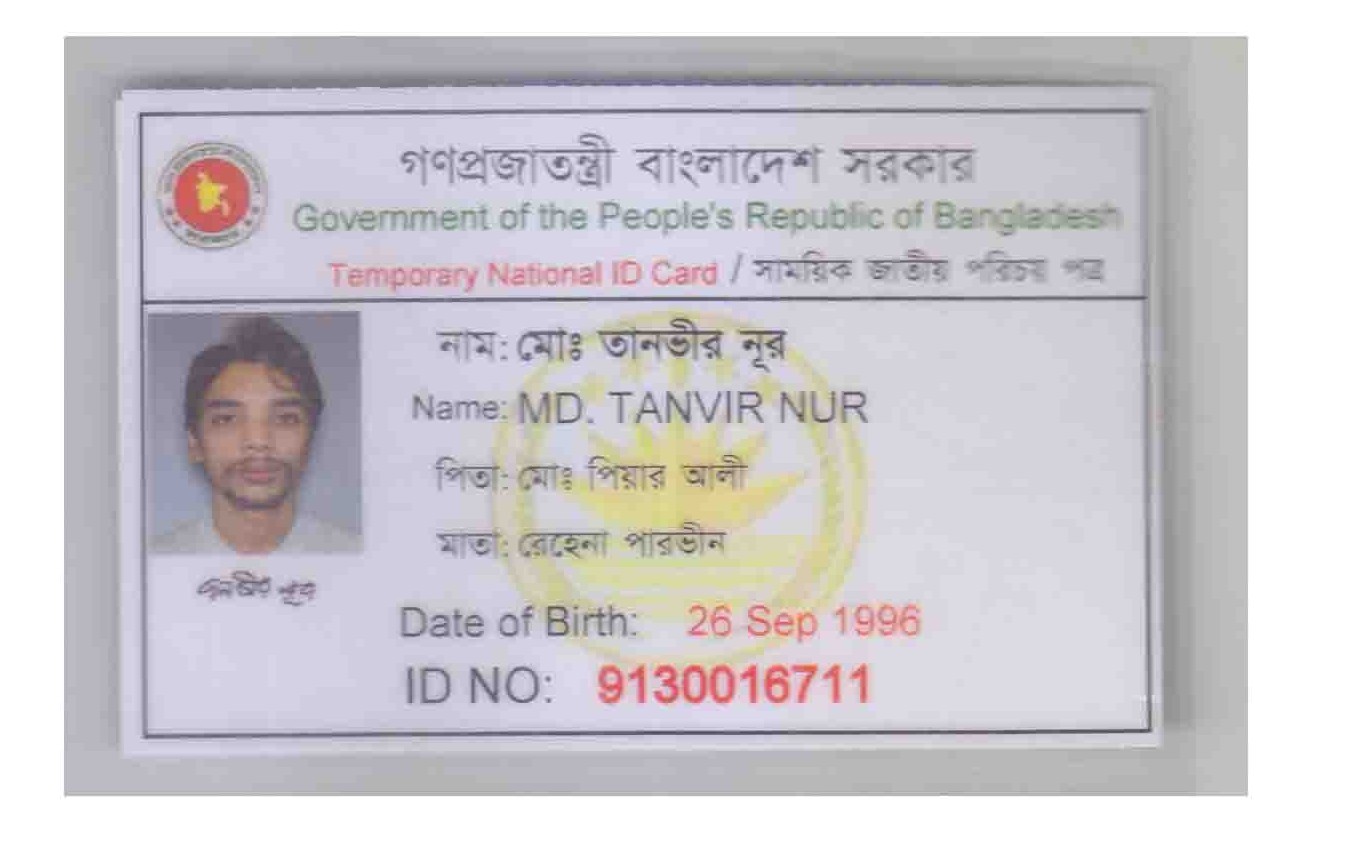 গণপ্রজাতন্ত্রী বাংলাদেশ সরকার
Government of the People's Republic of Bangladesh
Temporary National ID Card / সাময়িক জাতীয় পরিচয় পত্র
নাম: মোঃ তানভীর নূর
Name: MD. TANVIR NUR
পিতা: মোঃ পিয়ার আলী
মাতা: রেহেনা পারভীন
তানভীর নূর
Date of Birth: 26 Sep 1996
ID NO: 9130016711